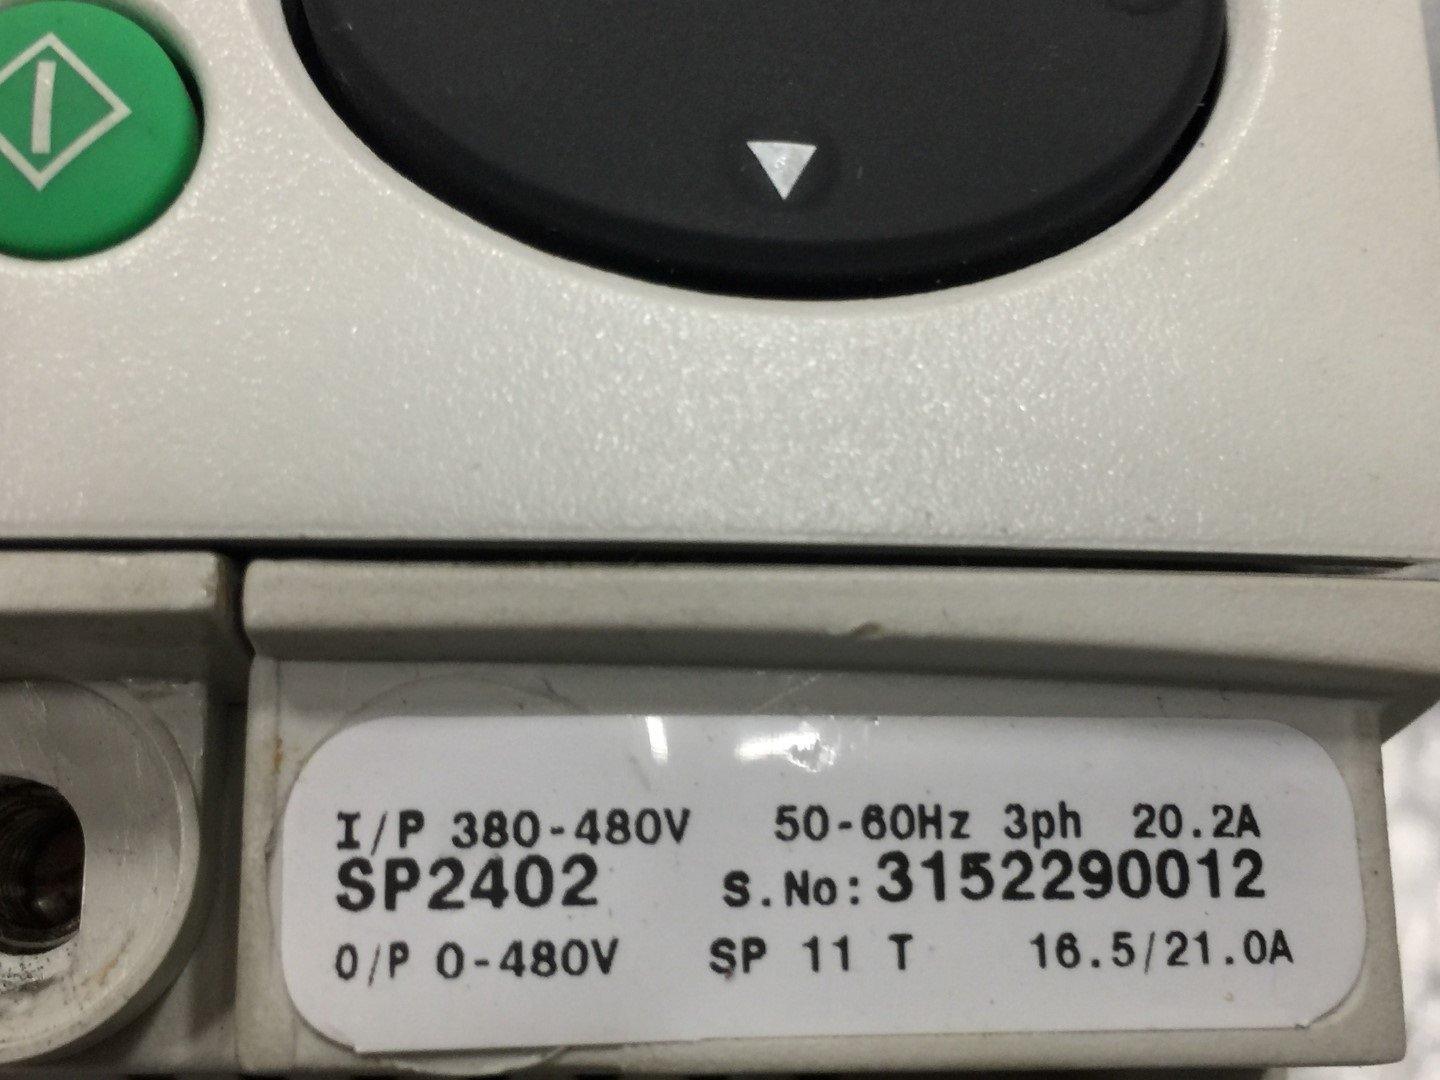 I/P 380-480V 50-60Hz 3ph 20.2A
SP2402 S.No: 3152290012
O/P 0-480V SP 11 T 16.5/21.0A